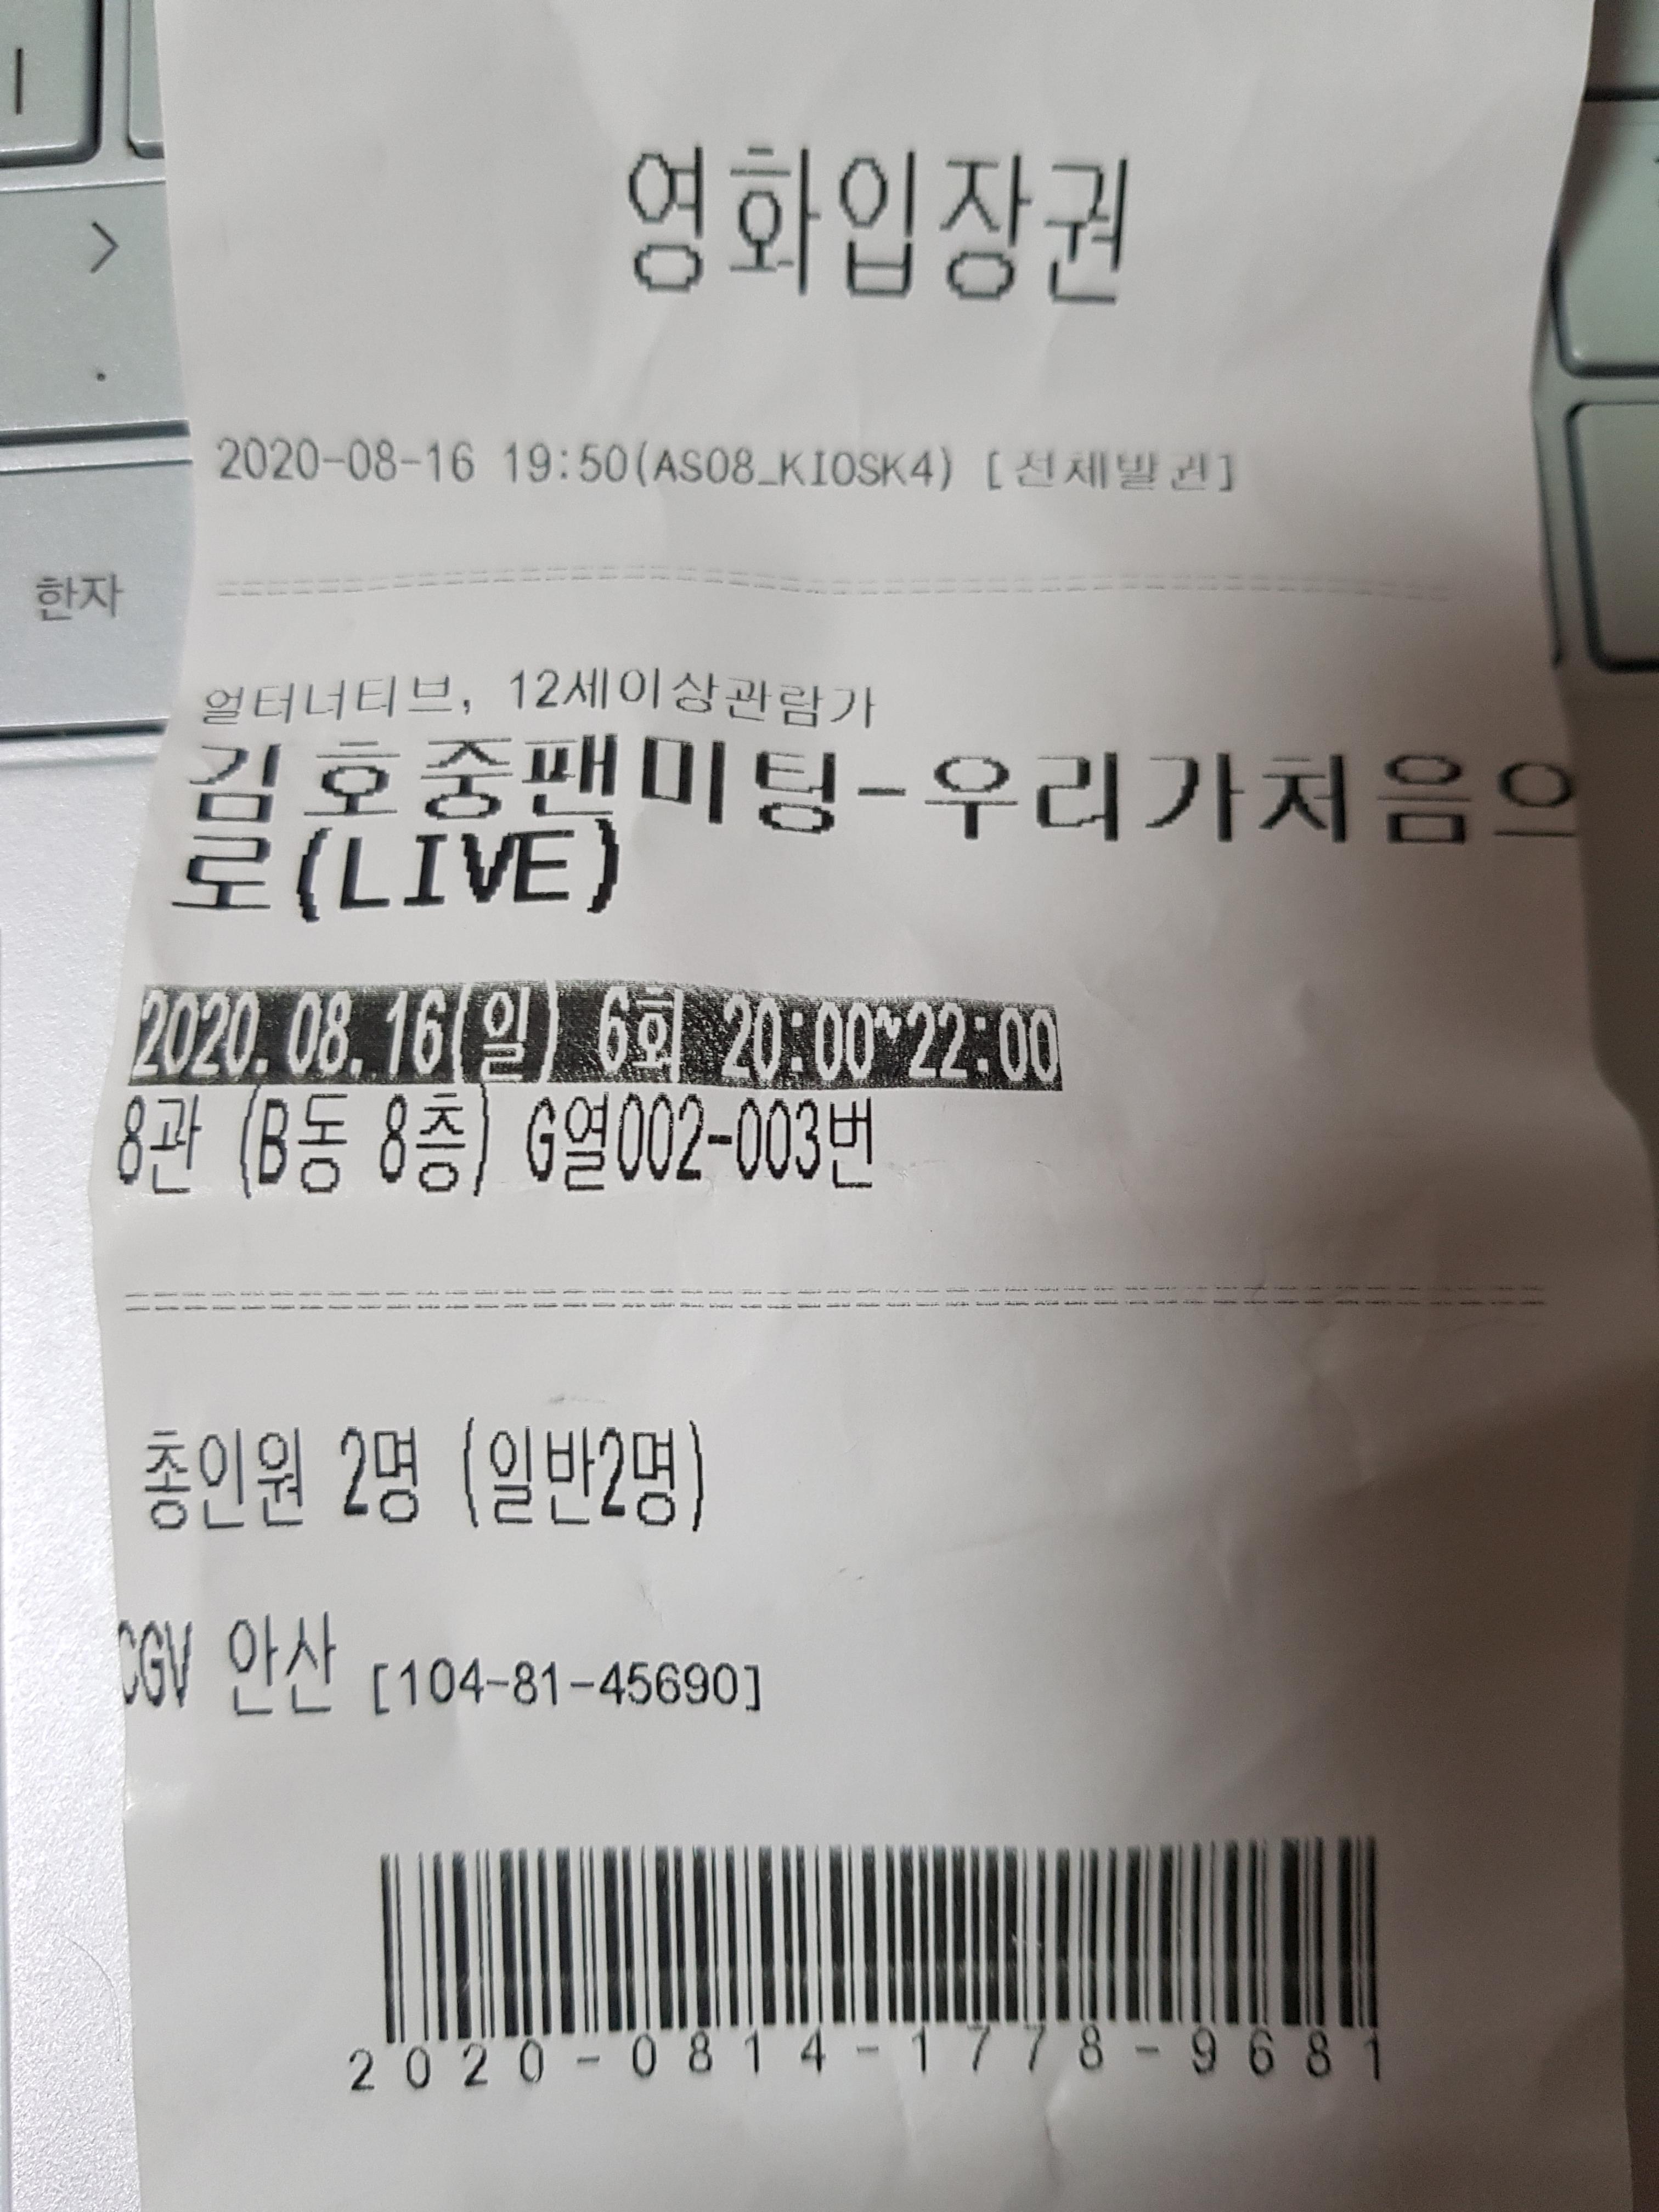 영화입장권
2020-08-16 19:50(AS08_KIOSK4) [전체발권]
얼터너티브, 12세이상관람가
김호중팬미팅-우리가처음으
로(LIVE)
2020.08.16(일) 6회 20:00~22:00
8관 (B동 8층) G열002-003번
총인원 2명 (일반2명)
CGV 안산 [104-81-45690]
2020-0814-1778-9681
한자
>
.